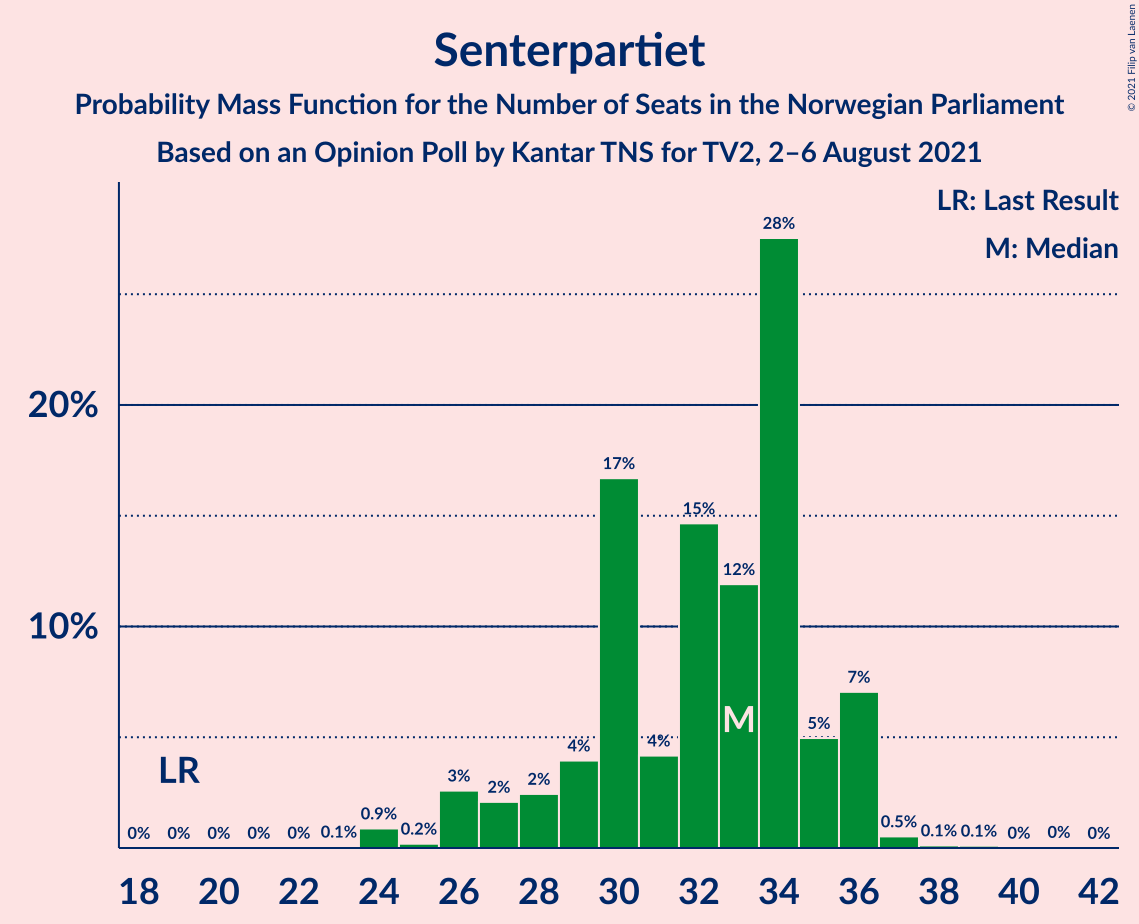 © 2021 Filip van Laenen
Senterpartiet
Probability Mass Function for the Number of Seats in the Norwegian Parliament
Based on an Opinion Poll by Kantar TNS for TV2, 2–6 August 2021
LR: Last Result
M: Median
28%
20%
17%
15%
12%
10%
7%
M
5%
4%
4%
LR
3%
2%
2%
0.9%
0.5%
0% 0% 0% 0% 0% 0.1% 0.2% 0.1% 0.1% 0% 0% 0%
18 20 22 24 26 28 30 32 34 36 38 40 42